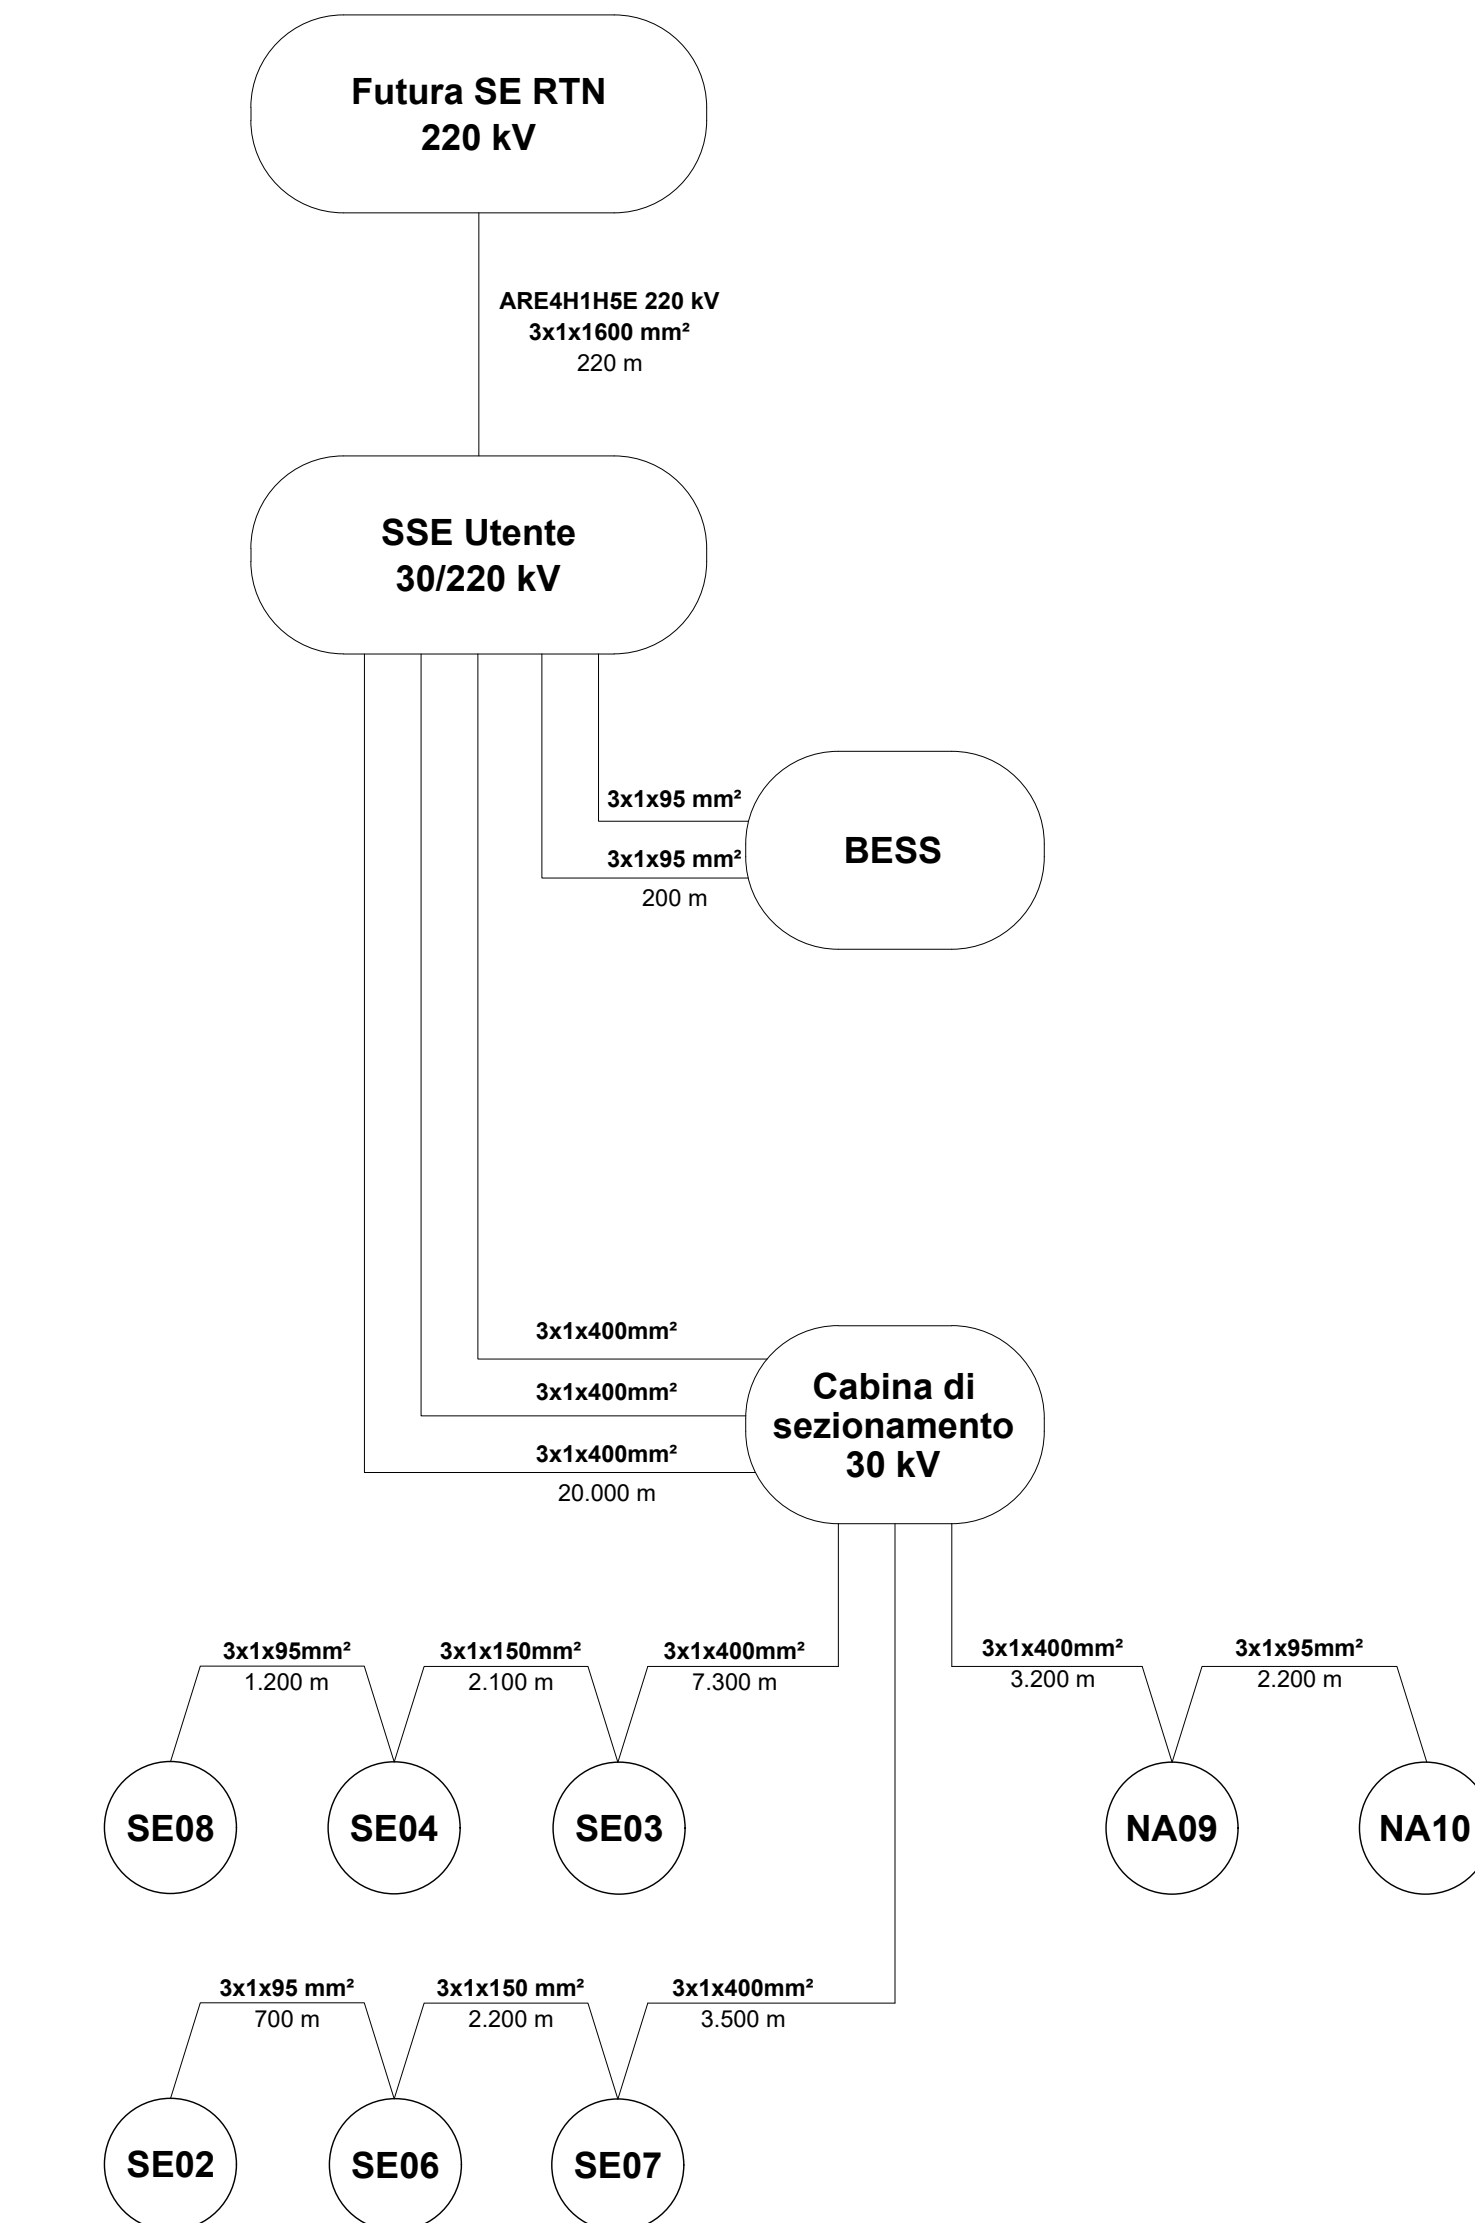 Futura SE RTN
220 kV
ARE4H1H5E 220 kV
3x1x1600 mm²
220 m
SSE Utente
30/220 kV
3x1x95 mm²
3x1x95 mm²
200 m
BESS
3x1x400mm²
3x1x400mm²
3x1x400mm²
20.000 m
Cabina di
sezionamento
30 kV
3x1x95mm²
1.200 m
3x1x150mm²
2.100 m
3x1x400mm²
7.300 m
3x1x400mm²
3.200 m
3x1x95mm²
2.200 m
SE08
SE04
SE03
NA09
NA10
3x1x95 mm²
700 m
3x1x150 mm²
2.200 m
3x1x400mm²
3.500 m
SE02
SE06
SE07